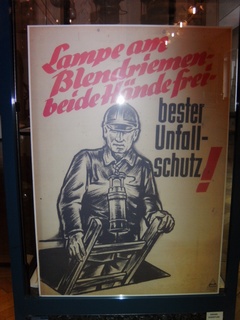 Lampe am
Blendriemen-
beide Hände frei-
bester
Unfall-
schutz!